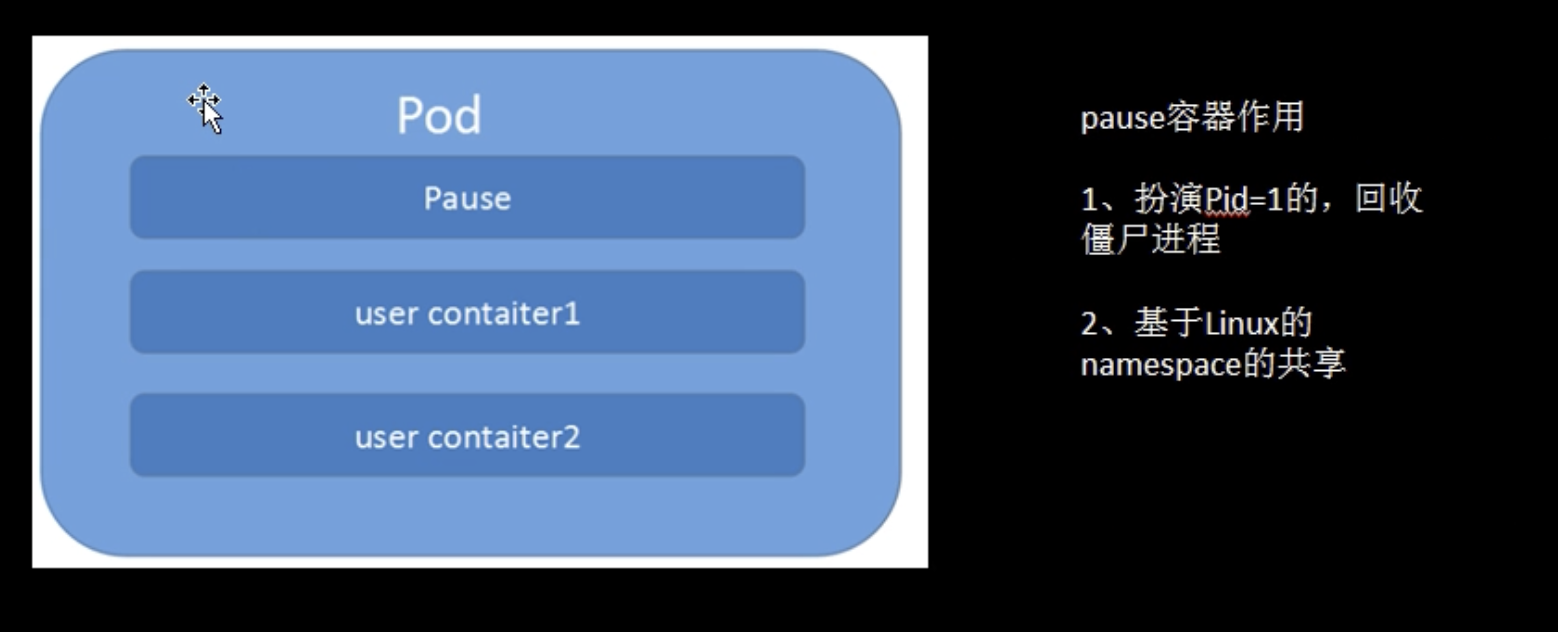 Pod
Pause
user contaiter1
user contaiter2
pause容器作用
1、扮演Pid=1的，回收
僵尸进程
2、基于Linux的
namespace的共享